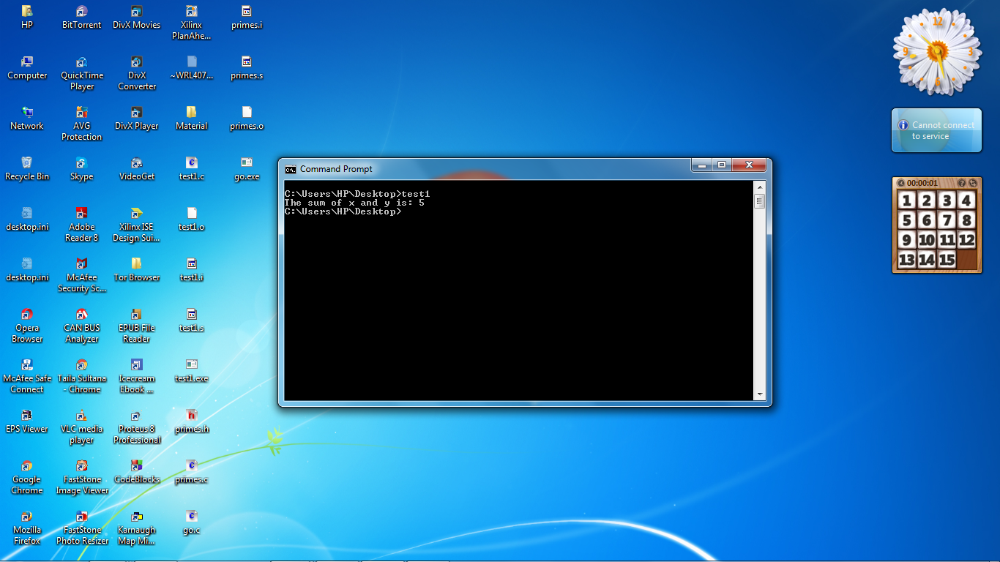 HP
BitTorrent
DivX Movies
Xilinx
PlanAhe...
primes.i
Computer
QuickTime
Player
DivX
Converter
~WRL407...
primes.s
Network
AVG
Protection
DivX Player
Material
primes.o
Recycle Bin
Skype
VideoGet
test1.c
go.exe
desktop.ini
Adobe
Reader 8
Xilinx ISE
Design Sui...
test1.o
desktop.ini
McAfee
Security Sc...
Tor Browser
test1.i
Opera
Browser
CAN BUS
Analyzer
EPUB File
Reader
test1.s
McAfee Safe
Connect
Taila Sultana
- Chrome
Icecream
Ebook ...
test1.exe
EPS Viewer
VLC media
player
Proteus 8
Professional
primes.h
Google
Chrome
FastStone
Image Viewer
CodeBlocks
primes.c
Mozilla
Firefox
FastStone
Photo Resizer
Karnaugh
Map Mi...
go.c
Command Prompt
C:\Users\HP\Desktop>test1
The sum of x and y is: 5
C:\Users\HP\Desktop>
12
9 3
6
Cannot connect
to service
00:00:01
1 2 3 4
5 6 7 8
9 10 11 12
13 14 15